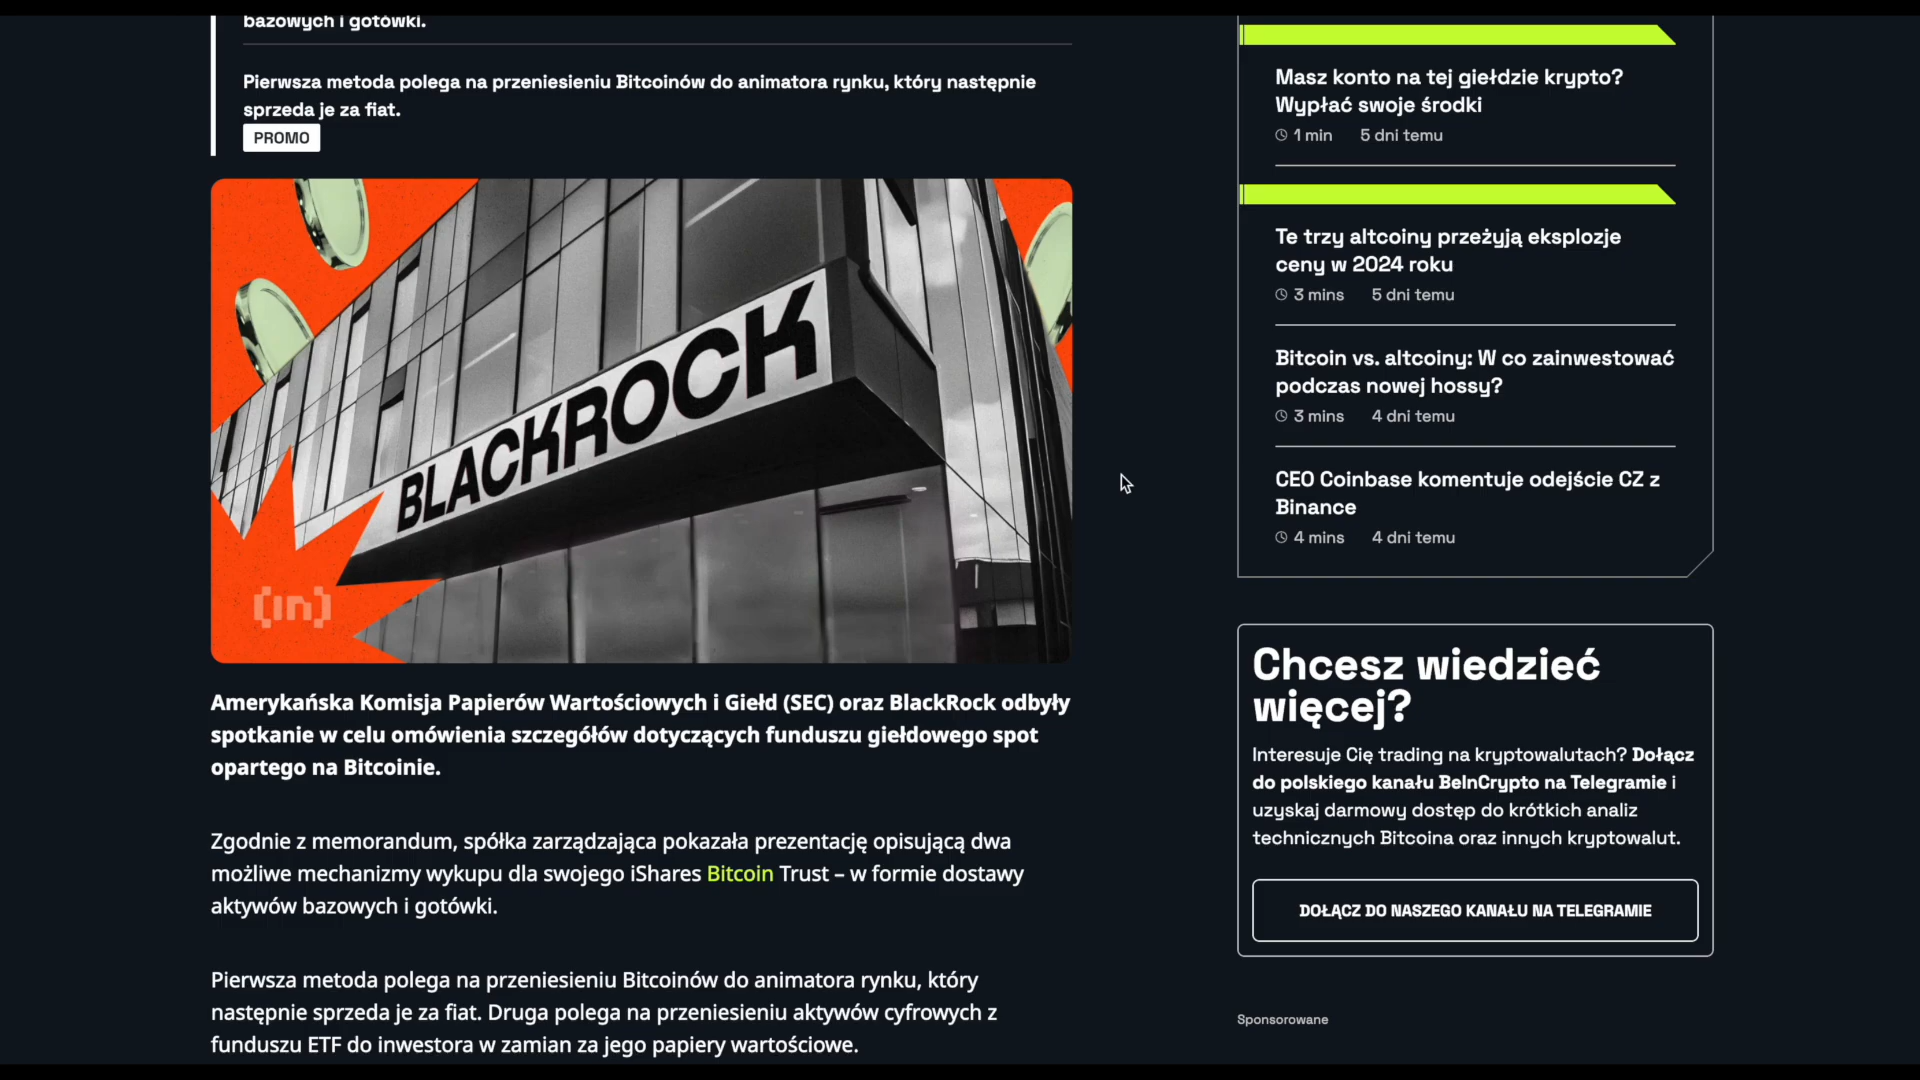 bazowych i gotówki.
Pierwsza metoda polega na przeniesieniu Bitcoinów do animatora rynku, który następnie
sprzeda je za fiat.
PROMO
BLACKROCK
[in]
Amerykańska Komisja Papierów Wartościowych i Giełd (SEC) oraz BlackRock odbyły
spotkanie w celu omówienia szczegółów dotyczących funduszu giełdowego spot
opartego na Bitcoinie.
Zgodnie z memorandum, spółka zarządzająca pokazała prezentację opisującą dwa
możliwe mechanizmy wykupu dla swojego iShares Bitcoin Trust – w formie dostawy
aktywów bazowych i gotówki.
Pierwsza metoda polega na przeniesieniu Bitcoinów do animatora rynku, który
następnie sprzeda je za fiat. Druga polega na przeniesieniu aktywów cyfrowych z
funduszu ETF do inwestora w zamian za jego papiery wartościowe.
Masz konto na tej giełdzie krypto?
Wypłać swoje środki
1 min 5 dni temu
Te trzy altcoiny przeżyją eksplozje
ceny w 2024 roku
3 mins 5 dni temu
Bitcoin vs. altcoiny: W co zainwestować
podczas nowej hossy?
3 mins 4 dni temu
CEO Coinbase komentuje odejście CZ z
Binance
4 mins 4 dni temu
Chcesz wiedzieć
więcej?
Interesuje Cię trading na kryptowalutach? Dołącz
do polskiego kanału BeInCrypto na Telegramie i
uzyskaj darmowy dostęp do krótkich analiz
technicznych Bitcoina oraz innych kryptowalut.
DOŁĄCZ DO NASZEGO KANAŁU NA TELEGRAMIE
Sponsorowane